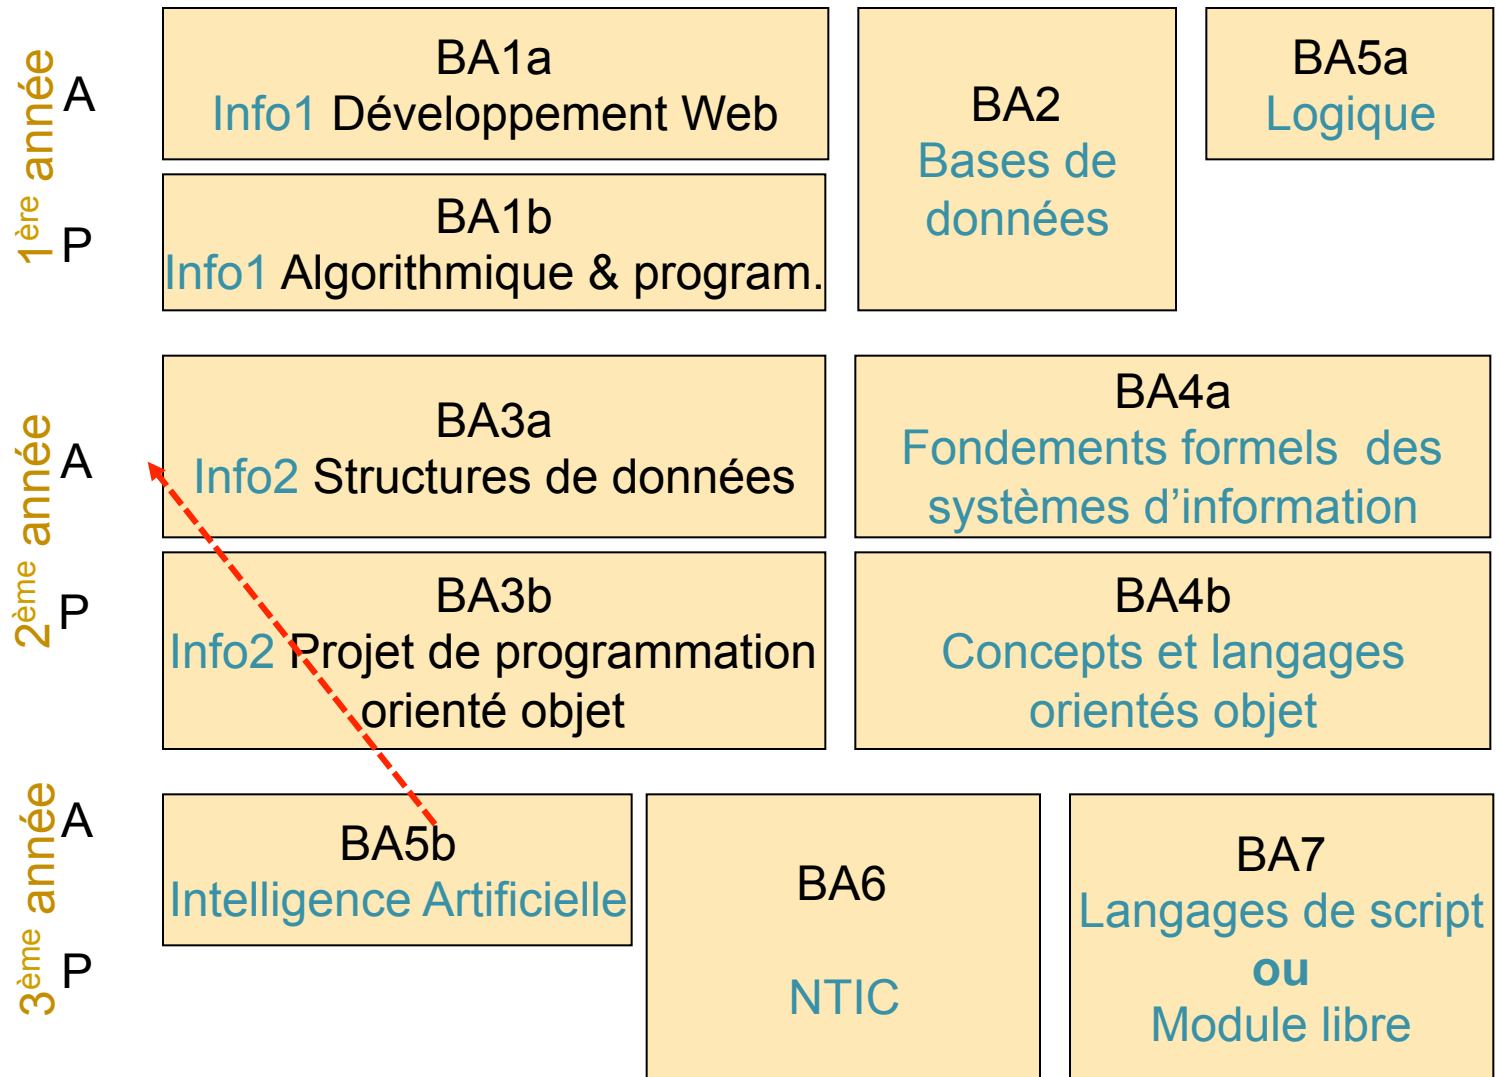 1ère année
A
P
BA1a
Info1 Développement Web
BA1b
Info1 Algorithmique & program.
BA2
Bases de
données
BA5a
Logique
2ème année
A
P
BA3a
Info2 Structures de données
BA4a
Fondements formels  des
systèmes d’information
BA3b
Info2 Projet de programmation
orienté objet
BA4b
Concepts et langages
orientés objet
3ème année
A
P
BA5b
Intelligence Artificielle
BA6
NTIC
BA7
Langages de script
ou
Module libre